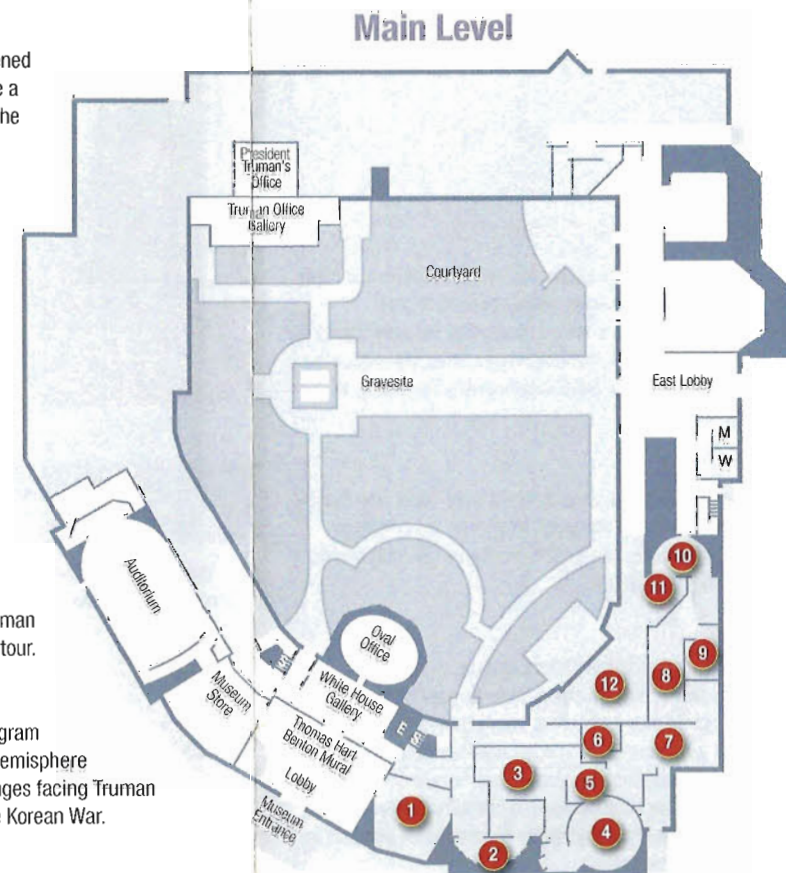 Main Level
ened
e a
he
President
Truman's
Office
Truman Office
Gallery
Courtyard
Gravesite
East Lobby
M
W
Auditorium
man
tour.
Oval
Office
Museum
Store
White House
Gallery
Thomas Hart
Benton Mural
Lobby
Museum
Entrance
E
gram
emisphere
nges facing Truman
e Korean War.
10
11
9
8
12
7
6
3
5
1
4
2